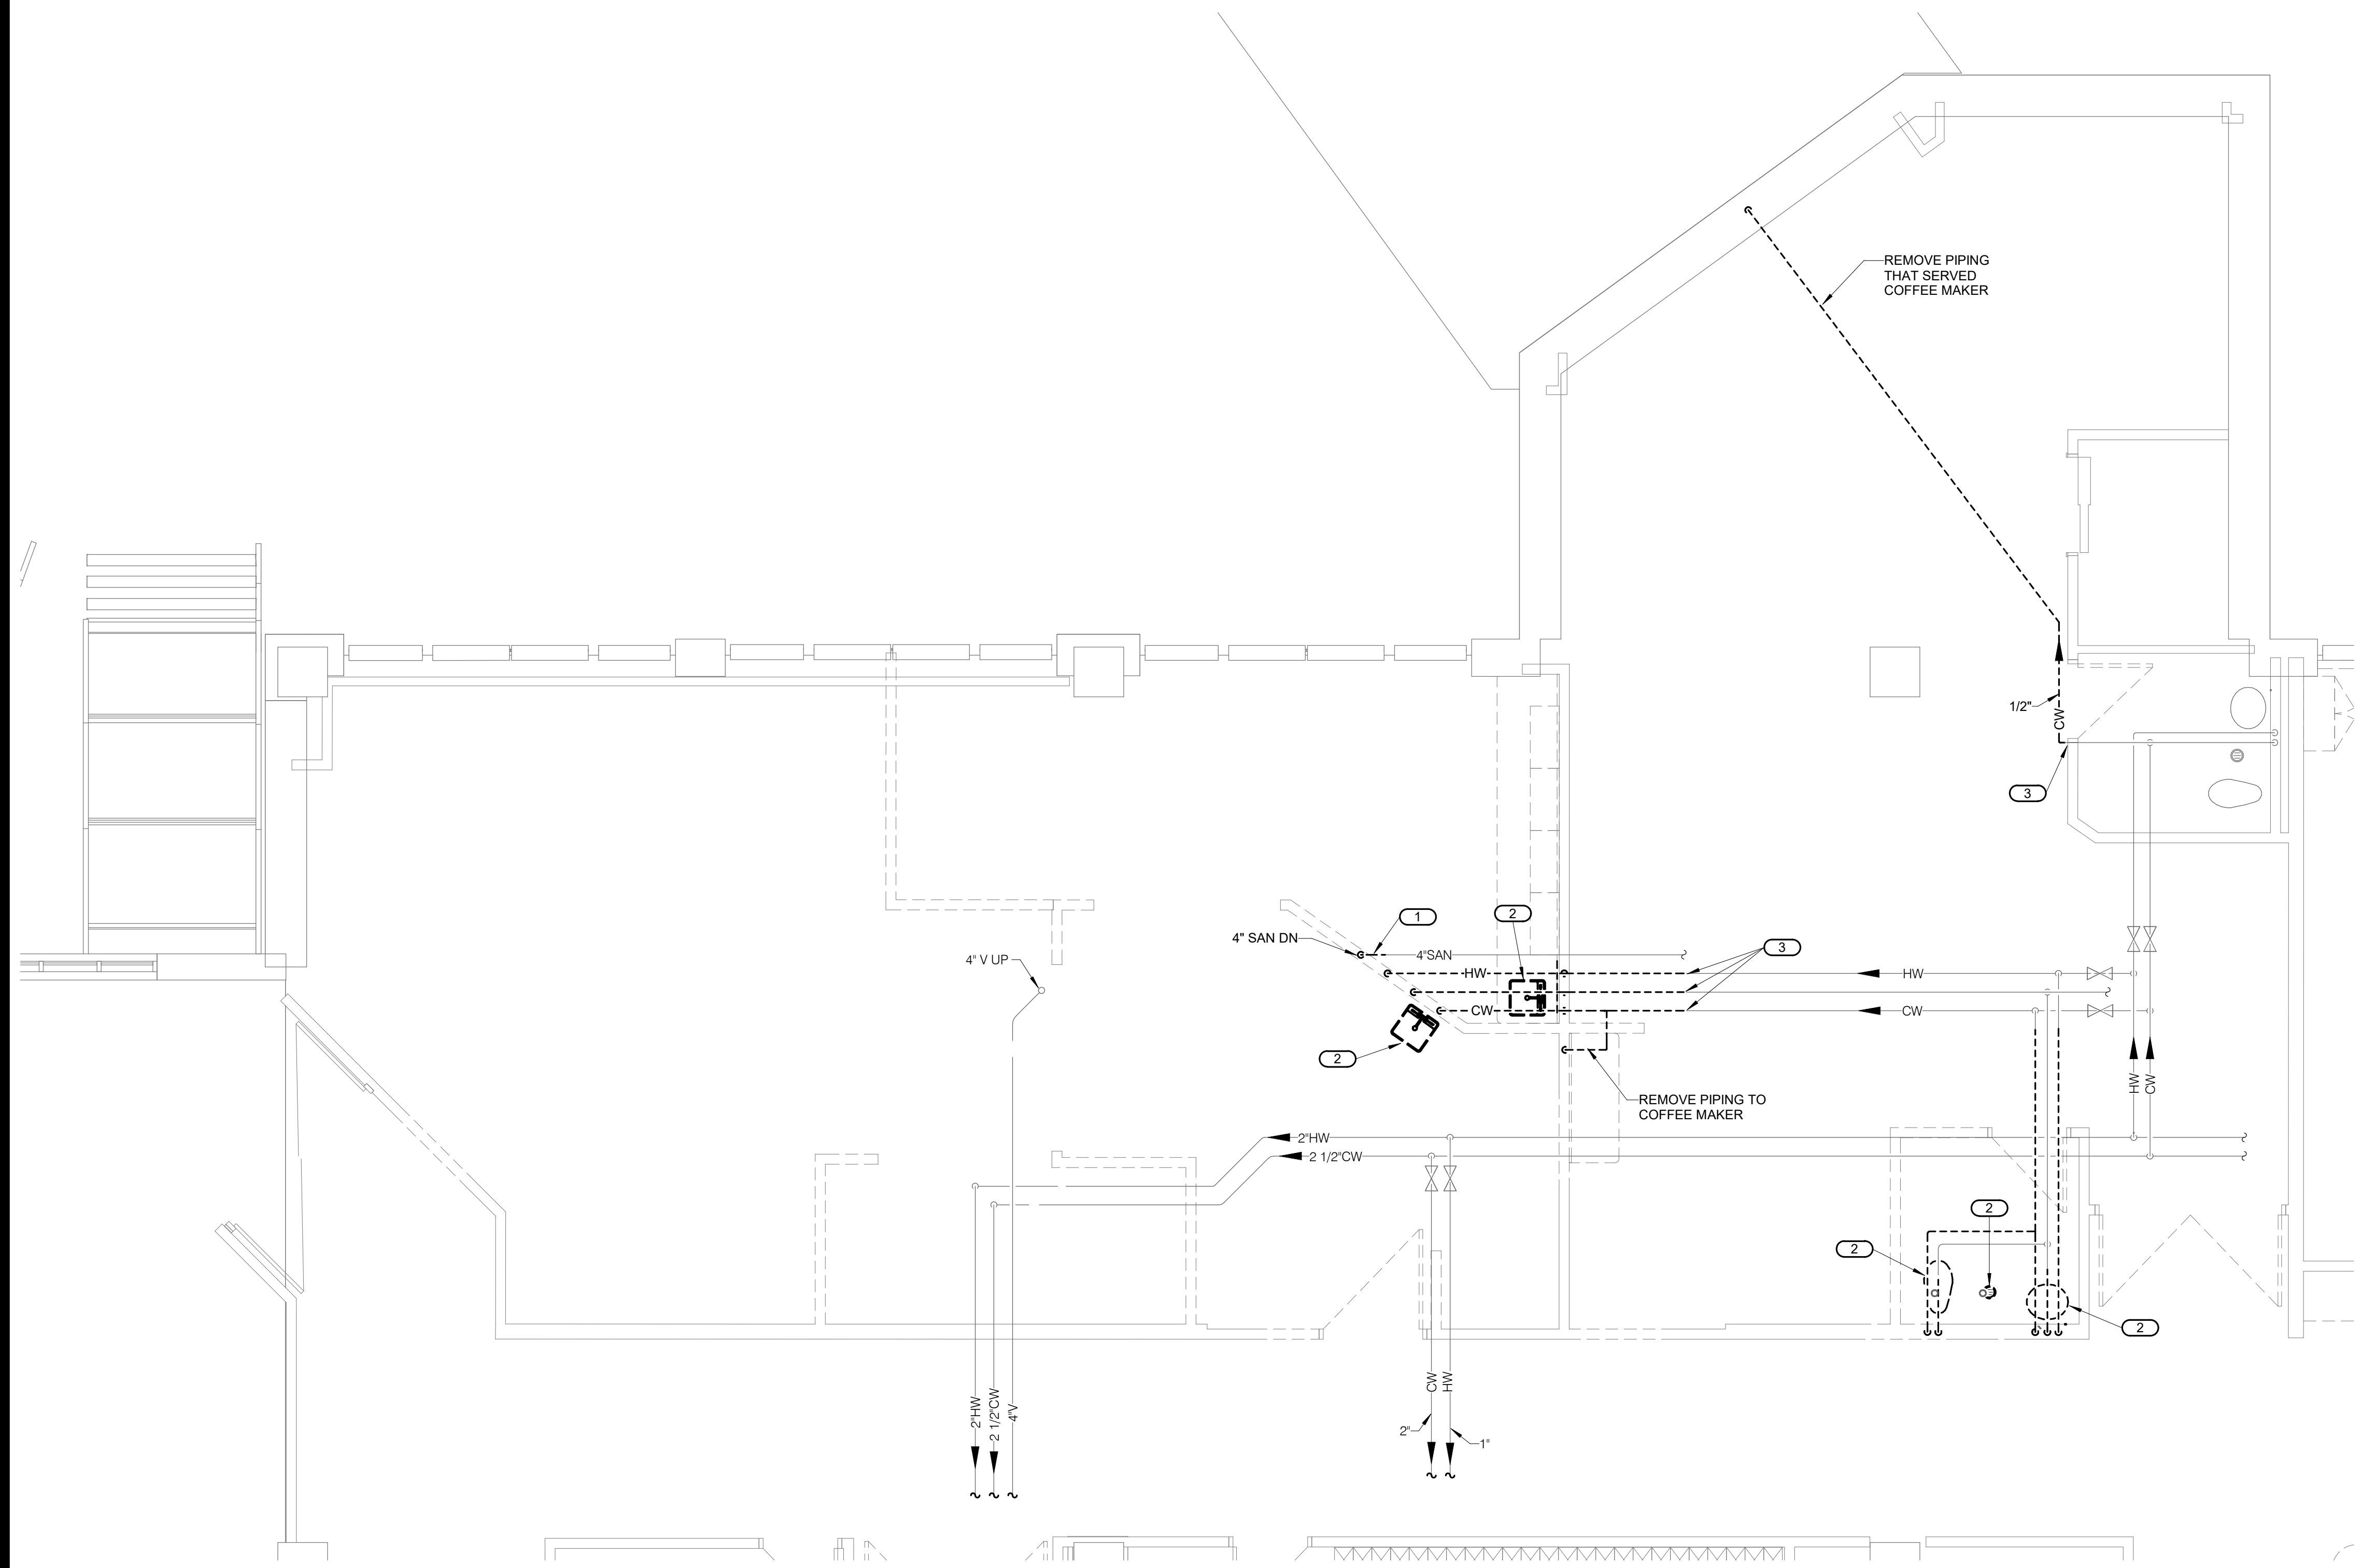 REMOVE PIPING
THAT SERVED
COFFEE MAKER
1/2"
CW
3
1
2
3
4" SAN DN
4"SAN
4" V UP
HW
HW
CW
CW
2
REMOVE PIPING TO
COFFEE MAKER
HW
CW
2"HW
2 1/2"CW
2
2
2
2"HW
2 1/2"CW
4"V
CW
HW
2"
1"